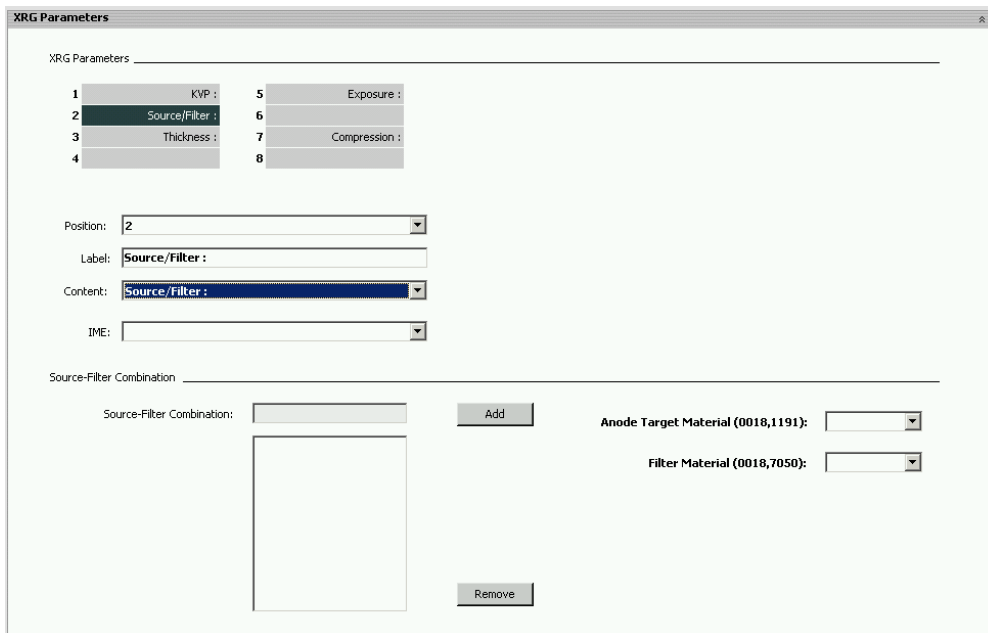 XRG Parameters
XRG Parameters
1 KVP : 5 Exposure :
2 Source/Filter : 6
3 Thickness : 7 Compression :
4 8
Position: 2
Label: Source/Filter :
Content: Source/Filter :
IME:
Source-Filter Combination
Source-Filter Combination: Add Anode Target Material (0018,1191):
Filter Material (0018,7050):
Remove